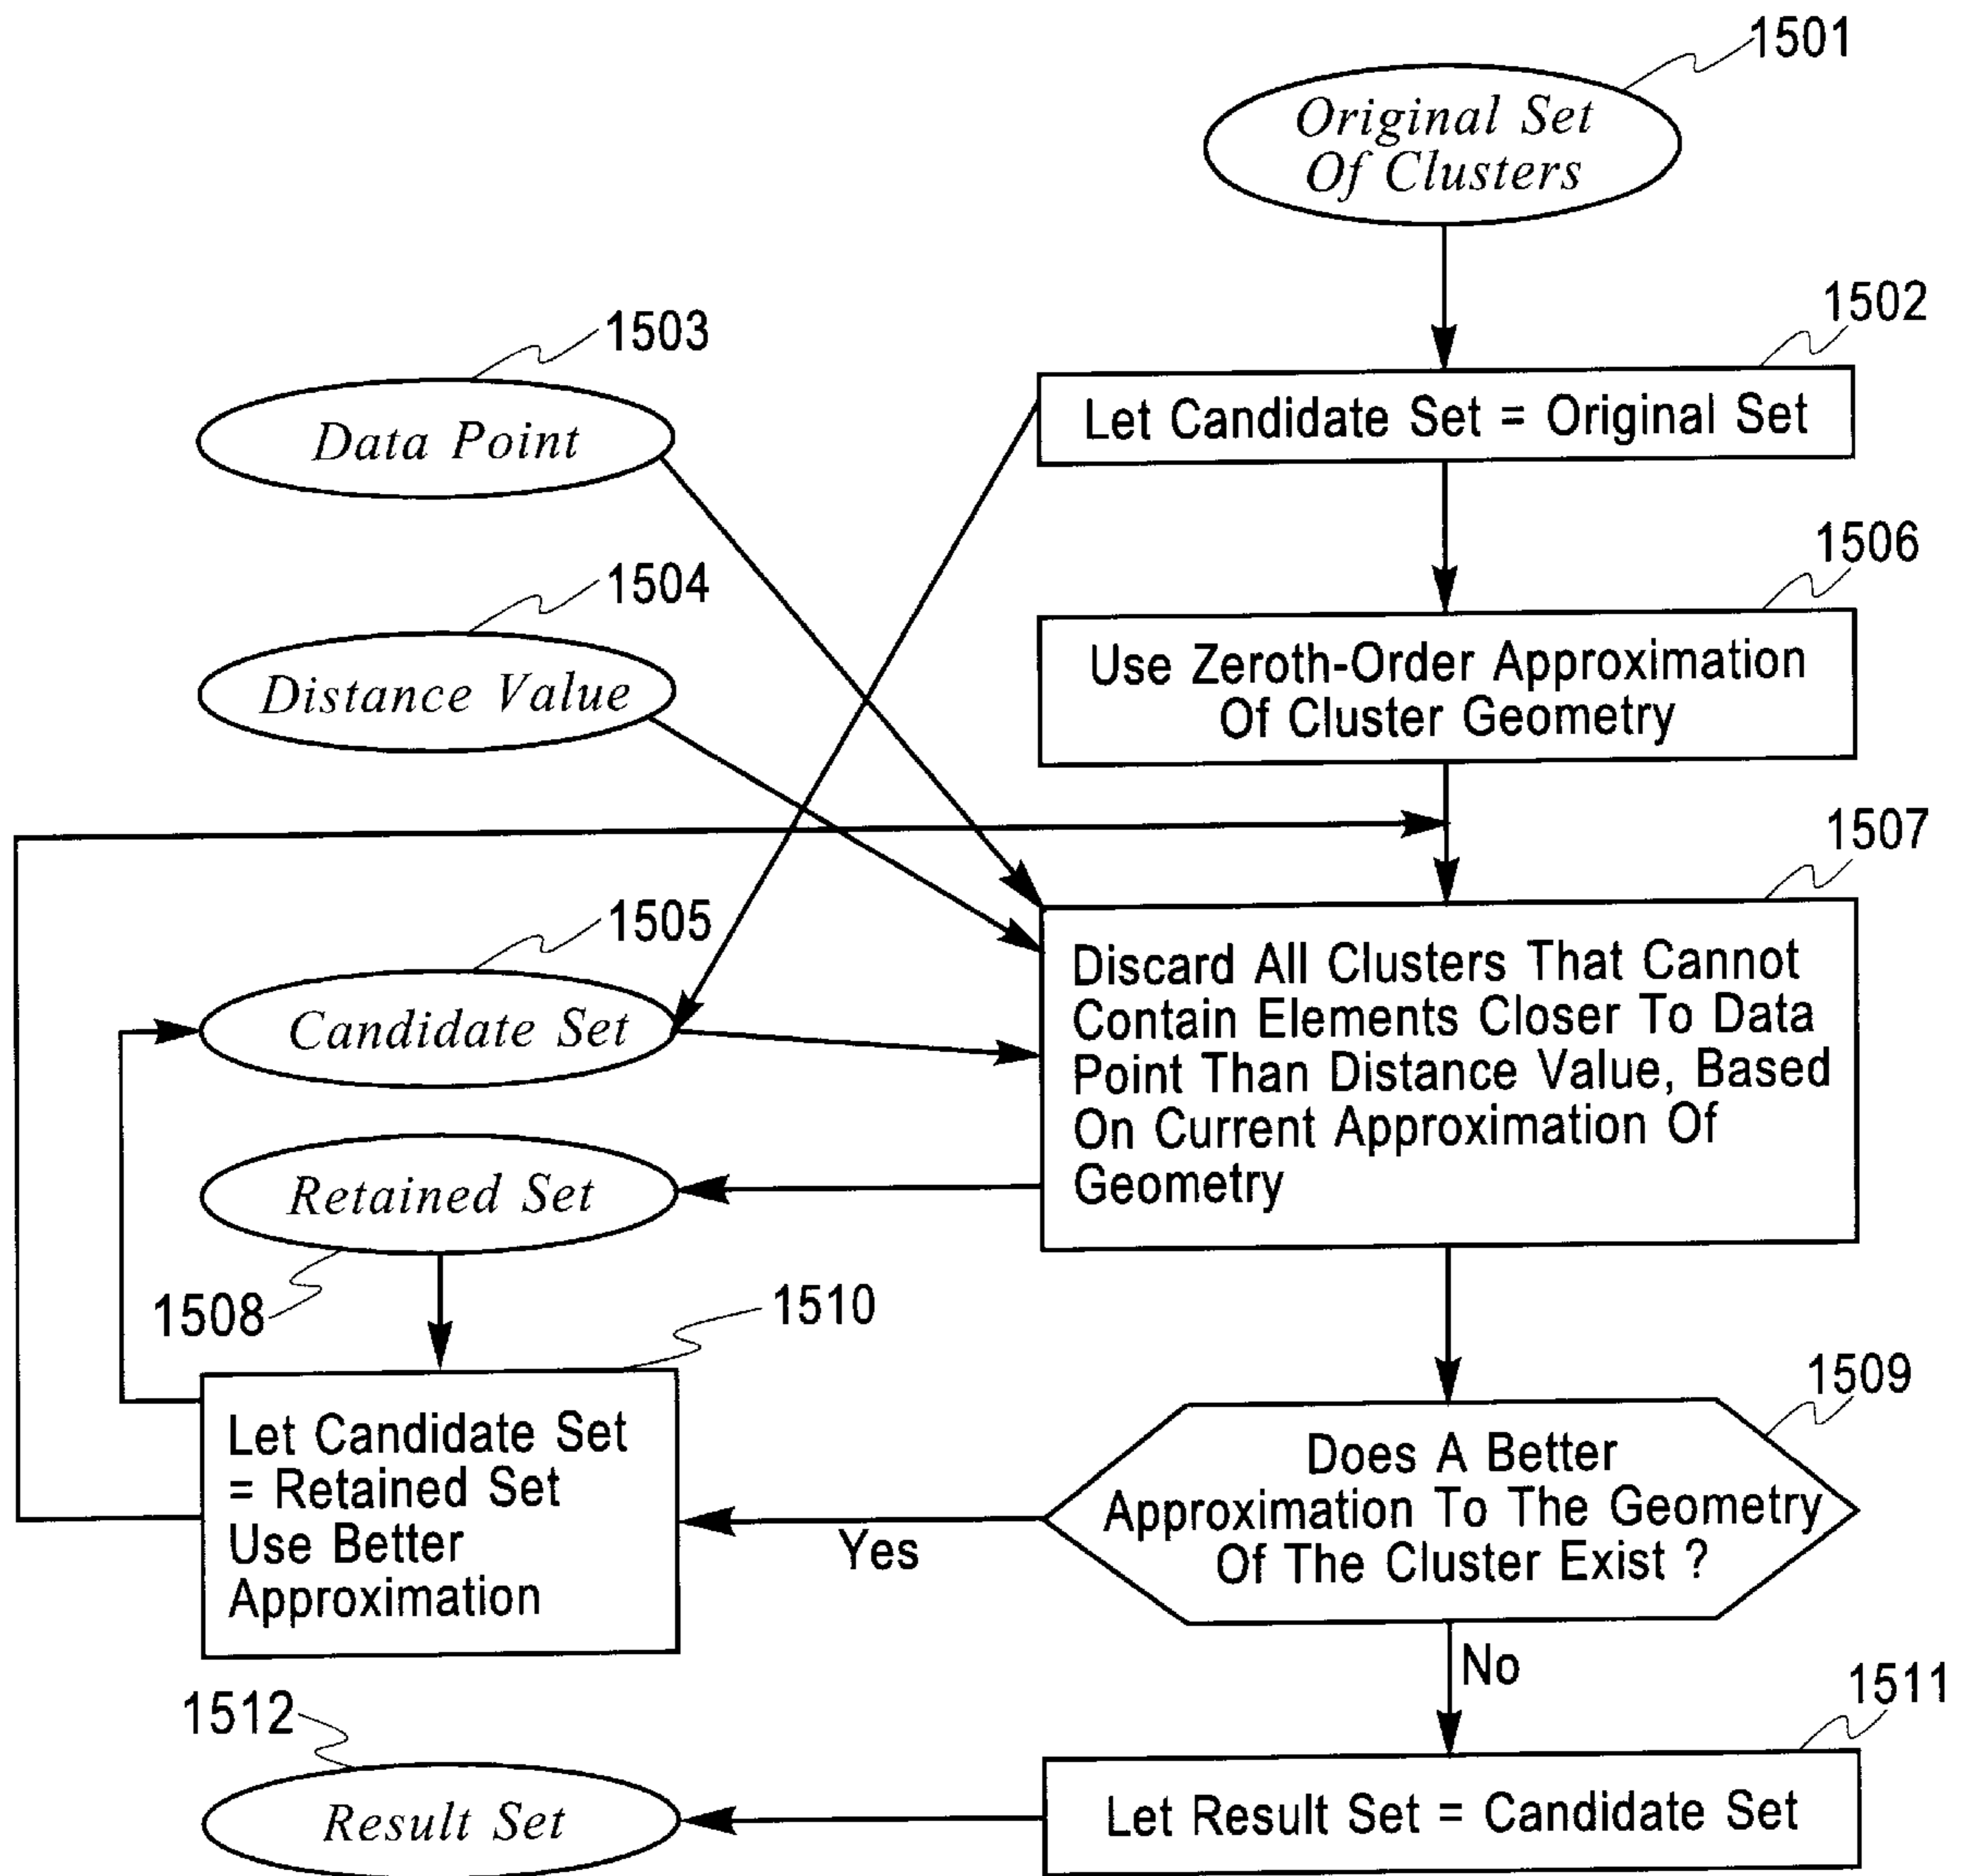 1501
Original Set
Of Clusters
1502
1503
Let Candidate Set = Original Set
Data Point
1506
1504
Use Zeroth-Order Approximation
Of Cluster Geometry
Distance Value
1507
1505
Discard All Clusters That Cannot
Contain Elements Closer To Data
Point Than Distance Value, Based
On Current Approximation Of
Geometry
Candidate Set
Retained Set
1508
1510
1509
Let Candidate Set
= Retained Set
Use Better
Approximation
Does A Better
Approximation To The Geometry
Of The Cluster Exist ?
Yes
No
1511
1512
Let Result Set = Candidate Set
Result Set